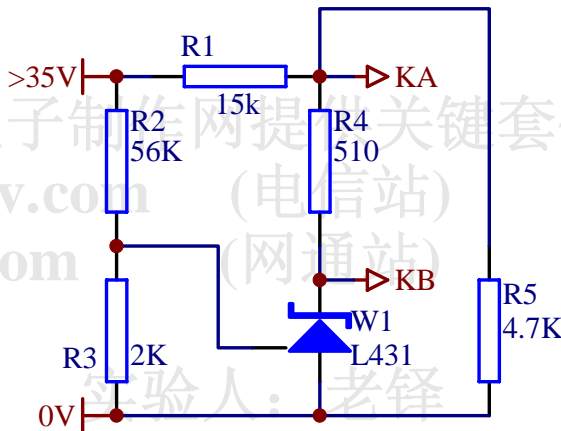 R1
KA
>35V
15k
R2
56K
R4
510
子制作网提供关键套
v.com (电信站)
om (网通站)
KB
R5
4.7K
W1
L431
R3
2K
0V
实验人：老铎